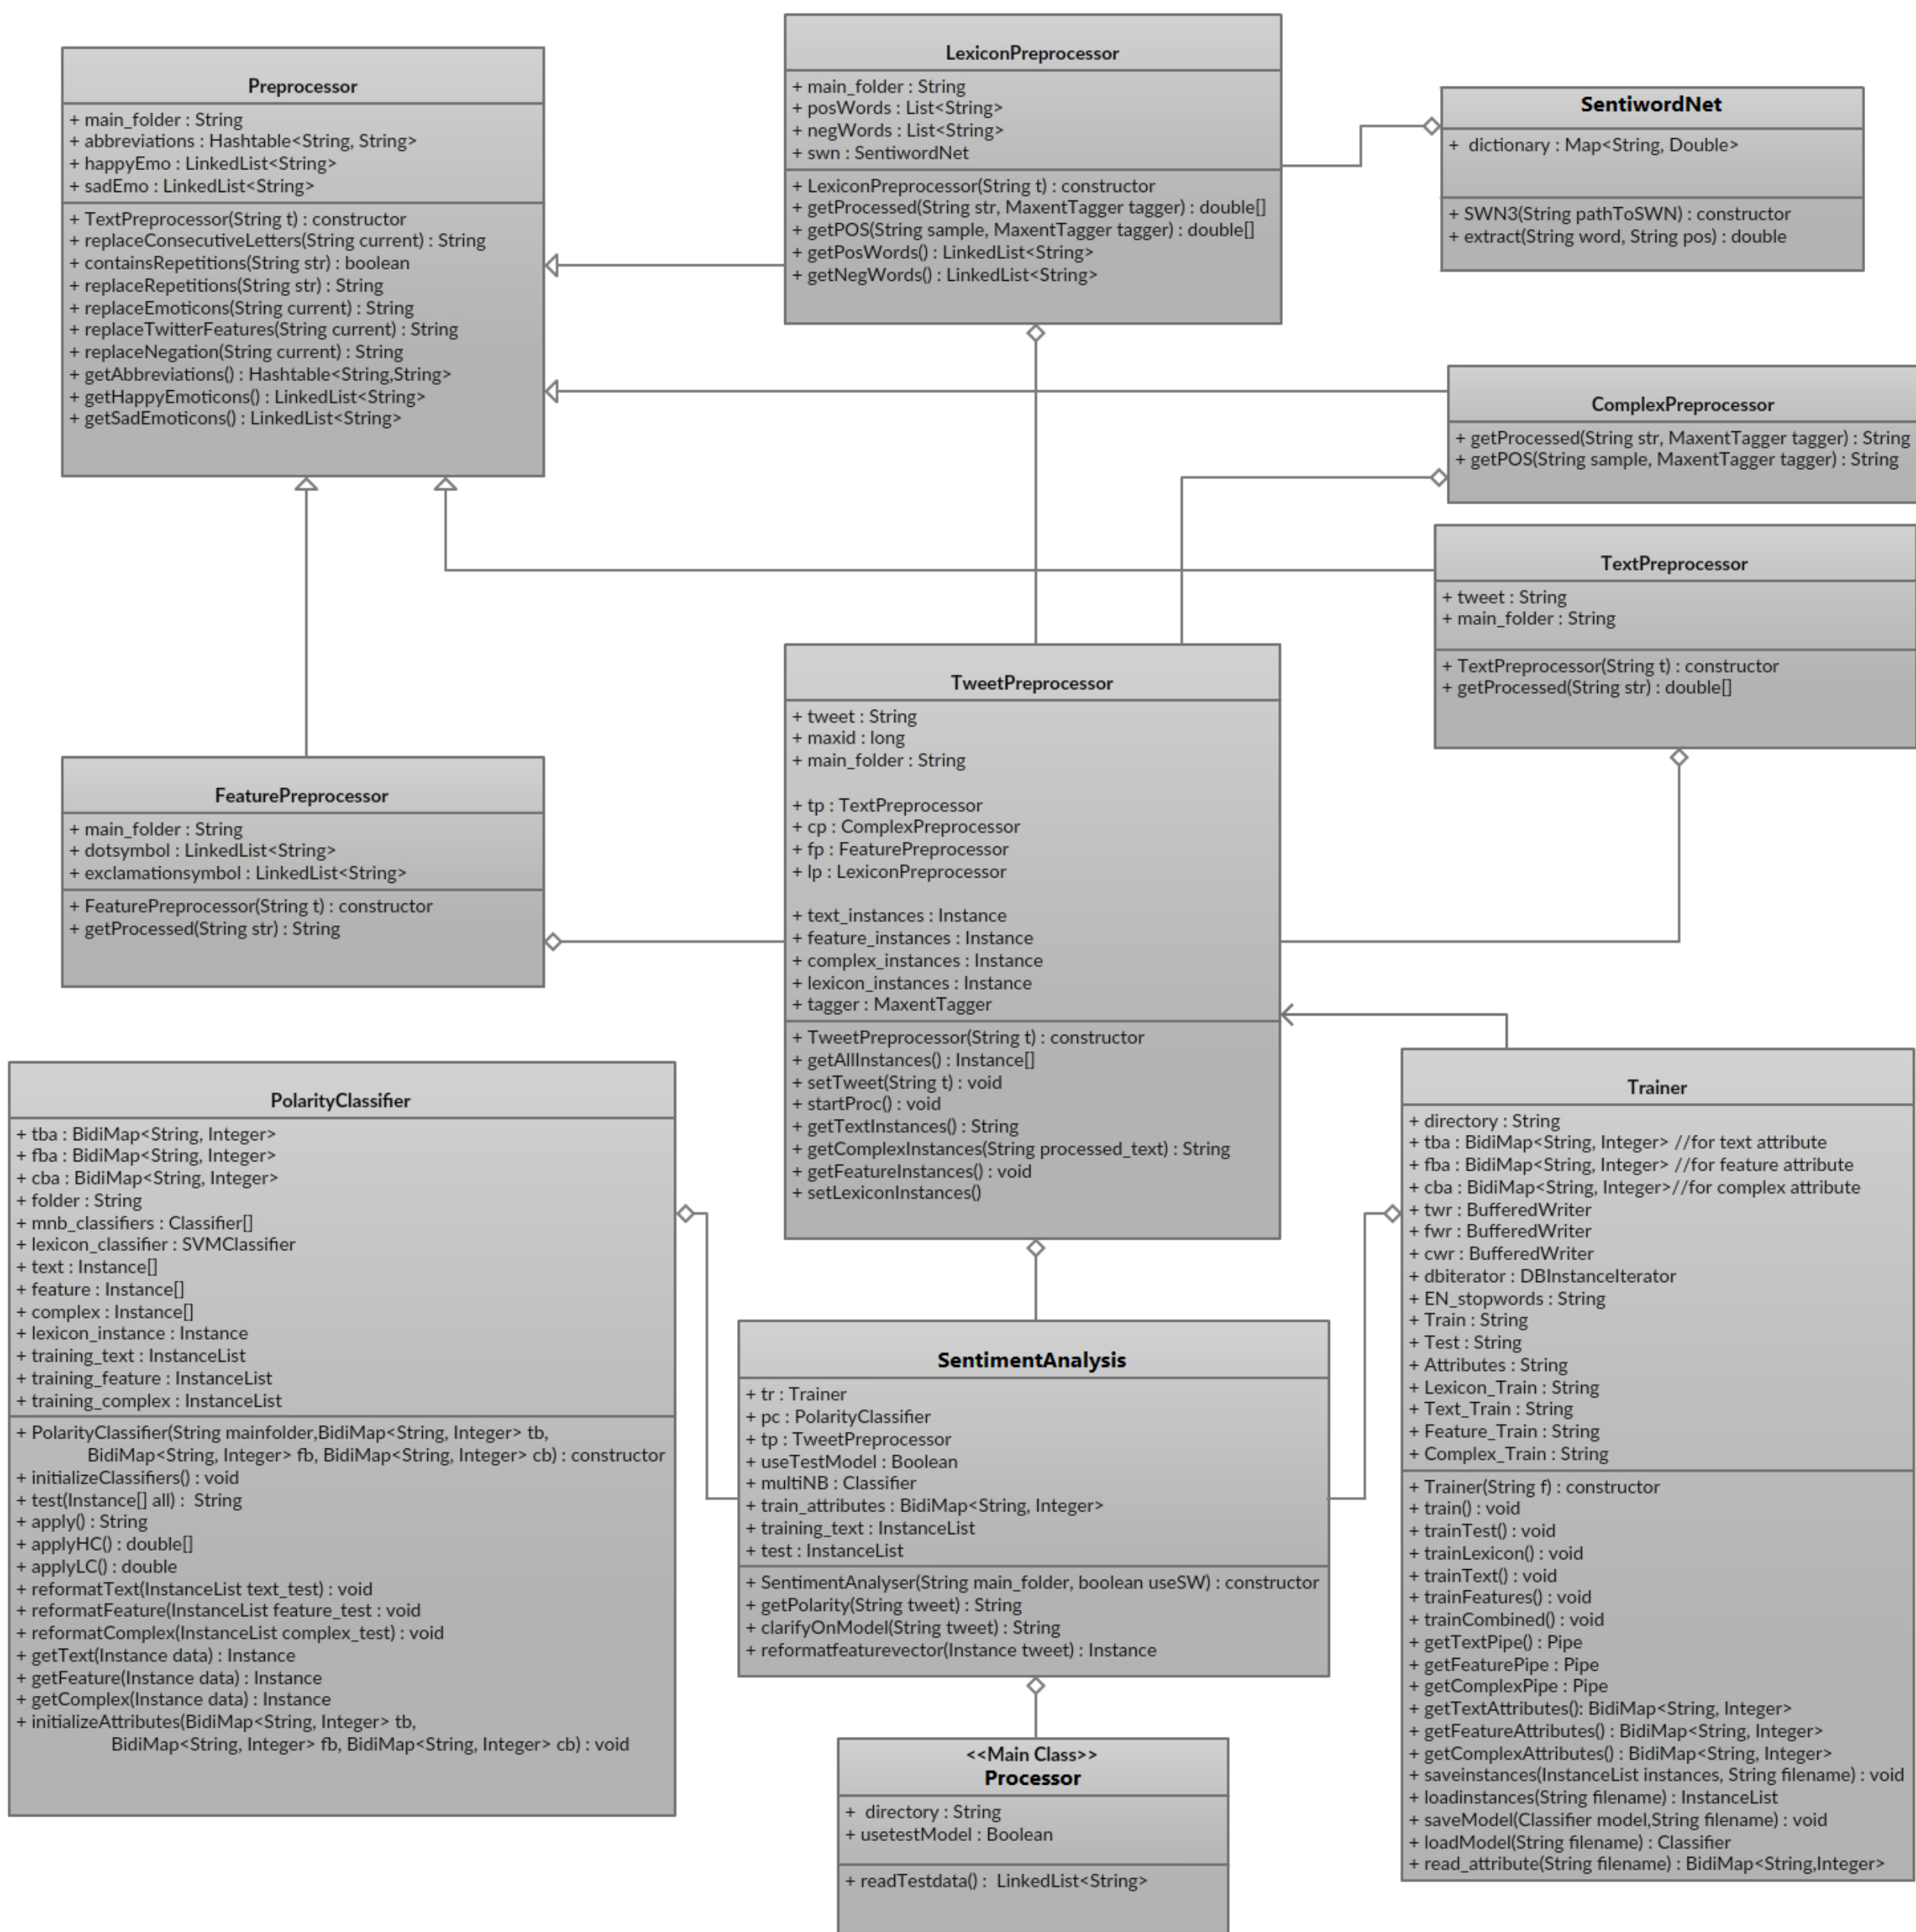 Preprocessor
+ main_folder : String
+ abbreviations : Hashtable<String, String>
+ happyEmo : LinkedList<String>
+ sadEmo : LinkedList<String>
+ TextPreprocessor(String t) : constructor
+ replaceConsecutiveLetters(String current) : String
+ containsRepetitions(String str) : boolean
+ replaceRepetitions(String str) : String
+ replaceEmoticons(String current) : String
+ replaceTwitterFeatures(String current) : String
+ replaceNegation(String current) : String
+ getAbbreviations() : Hashtable<String,String>
+ getHappyEmoticons() : LinkedList<String>
+ getSadEmoticons() : LinkedList<String>
LexiconPreprocessor
+ main_folder : String
+ posWords : List<String>
+ negWords : List<String>
+ swn : SentiwordNet
+ LexiconPreprocessor(String t) : constructor
+ getProcessed(String str, MaxentTagger tagger) : double[]
+ getPOS(String sample, MaxentTagger tagger) : double[]
+ getPosWords() : LinkedList<String>
+ getNegWords() : LinkedList<String>
SentiwordNet
+ dictionary : Map<String, Double>
+ SWN3(String pathToSWN) : constructor
+ extract(String word, String pos) : double
ComplexPreprocessor
+ getProcessed(String str, MaxentTagger tagger) : String
+ getPOS(String sample, MaxentTagger tagger) : String
TextPreprocessor
+ tweet : String
+ main_folder : String
+ TextPreprocessor(String t) : constructor
+ getProcessed(String str) : double[]
TweetPreprocessor
+ tweet : String
+ maxid : long
+ main_folder : String
+ tp : TextPreprocessor
+ cp : ComplexPreprocessor
+ fp : FeaturePreprocessor
+ lp : LexiconPreprocessor
+ text_instances : Instance
+ feature_instances : Instance
+ complex_instances : Instance
+ lexicon_instances : Instance
+ tagger : MaxentTagger
+ TweetPreprocessor(String t) : constructor
+ getAllInstances() : Instance[]
+ setTweet(String t) : void
+ startProc() : void
+ getTextInstances() : String
+ getComplexInstances(String processed_text) : String
+ getFeatureInstances() : void
+ setLexiconInstances()
FeaturePreprocessor
+ main_folder : String
+ dotsymbol : LinkedList<String>
+ exclamationsymbol : LinkedList<String>
+ FeaturePreprocessor(String t) : constructor
+ getProcessed(String str) : String
PolarityClassifier
+ tba : BidiMap<String, Integer>
+ fba : BidiMap<String, Integer>
+ cba : BidiMap<String, Integer>
+ folder : String
+ mnb_classifiers : Classifier[]
+ lexicon_classifier : SVMClassifier
+ text : Instance[]
+ feature : Instance[]
+ complex : Instance[]
+ lexicon_instance : Instance
+ training_text : InstanceList
+ training_feature : InstanceList
+ training_complex : InstanceList
+ PolarityClassifier(String mainfolder,BidiMap<String, Integer> tb,
BidiMap<String, Integer> fb, BidiMap<String, Integer> cb) : constructor
+ initializeClassifiers() : void
+ test(Instance[] all) : String
+ apply() : String
+ applyHC() : double[]
+ applyLC() : double
+ reformatText(InstanceList text_test) : void
+ reformatFeature(InstanceList feature_test : void
+ reformatComplex(InstanceList complex_test) : void
+ getText(Instance data) : Instance
+ getFeature(Instance data) : Instance
+ getComplex(Instance data) : Instance
+ initializeAttributes(BidiMap<String, Integer> tb,
BidiMap<String, Integer> fb, BidiMap<String, Integer> cb) : void
SentimentAnalysis
+ tr : Trainer
+ pc : PolarityClassifier
+ tp : TweetPreprocessor
+ useTestModel : Boolean
+ multiNB : Classifier
+ train_attributes : BidiMap<String, Integer>
+ training_text : InstanceList
+ test : InstanceList
+ SentimentAnalyser(String main_folder, boolean useSW) : constructor
+ getPolarity(String tweet) : String
+ clarifyOnModel(String tweet) : String
+ reformatfeaturevector(Instance tweet) : Instance
Trainer
+ directory : String
+ tba : BidiMap<String, Integer> //for text attribute
+ fba : BidiMap<String, Integer> //for feature attribute
+ cba : BidiMap<String, Integer>//for complex attribute
+ twr : BufferedWriter
+ fwr : BufferedWriter
+ cwr : BufferedWriter
+ dbiterator : DBInstanceIterator
+ EN_stopwords : String
+ Train : String
+ Test : String
+ Attributes : String
+ Lexicon_Train : String
+ Text_Train : String
+ Feature_Train : String
+ Complex_Train : String
+ Trainer(String f) : constructor
+ train() : void
+ trainTest() : void
+ trainLexicon() : void
+ trainText() : void
+ trainFeatures() : void
+ trainCombined() : void
+ getTextPipe() : Pipe
+ getFeaturePipe : Pipe
+ getComplexPipe : Pipe
+ getTextAttributes(): BidiMap<String, Integer>
+ getFeatureAttributes() : BidiMap<String, Integer>
+ getComplexAttributes() : BidiMap<String, Integer>
+ saveinstances(InstanceList instances, String filename) : void
+ loadinstances(String filename) : InstanceList
+ saveModel(Classifier model,String filename) : void
+ loadModel(String filename) : Classifier
+ read_attribute(String filename) : BidiMap<String,Integer>
<<Main Class>>
Processor
+ directory : String
+ usetestModel : Boolean
+ readTestdata() : LinkedList<String>